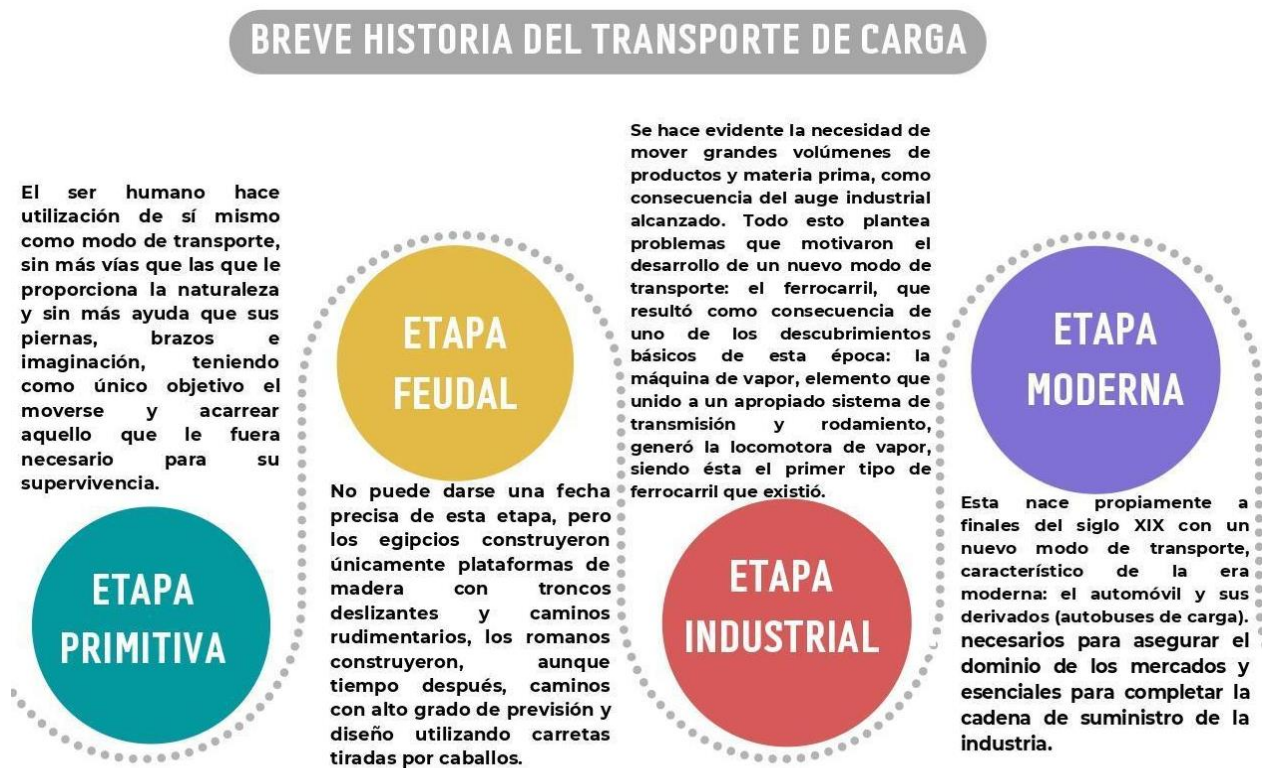 BREVE HISTORIA DEL TRANSPORTE DE CARGA
El ser humano hace
utilización de sí mismo
como modo de transporte,
sin más vías que las que le
proporciona la naturaleza
y sin más ayuda que sus
piernas, brazos e
imaginación, teniendo
como único objetivo el
moverse y acarrear
aquello que le fuera
necesario para su
supervivencia.
ETAPA
PRIMITIVA
ETAPA
FEUDAL
No puede darse una fecha
precisa de esta etapa, pero
los egipcios construyeron
únicamente plataformas de
madera con troncos
deslizantes y caminos
rudimentarios, los romanos
construyeron, aunque
tiempo después, caminos
con alto grado de previsión y
diseño utilizando carretas
tiradas por caballos.
Se hace evidente la necesidad de
mover grandes volúmenes de
productos y materia prima, como
consecuencia del auge industrial
alcanzado. Todo esto plantea
problemas que motivaron el
desarrollo de un nuevo modo de
transporte: el ferrocarril, que
resultó como consecuencia de
uno de los descubrimientos
básicos de esta época: la
máquina de vapor, elemento que
unido a un apropiado sistema de
transmisión y rodamiento,
generó la locomotora de vapor,
siendo ésta el primer tipo de
ferrocarril que existió.
ETAPA
INDUSTRIAL
ETAPA
MODERNA
Esta nace propiamente a
finales del siglo XIX con un
nuevo modo de transporte,
característico de la era
moderna: el automóvil y sus
derivados (autobuses de carga).
necesarios para asegurar el
dominio de los mercados y
esenciales para completar la
cadena de suministro de la
industria.